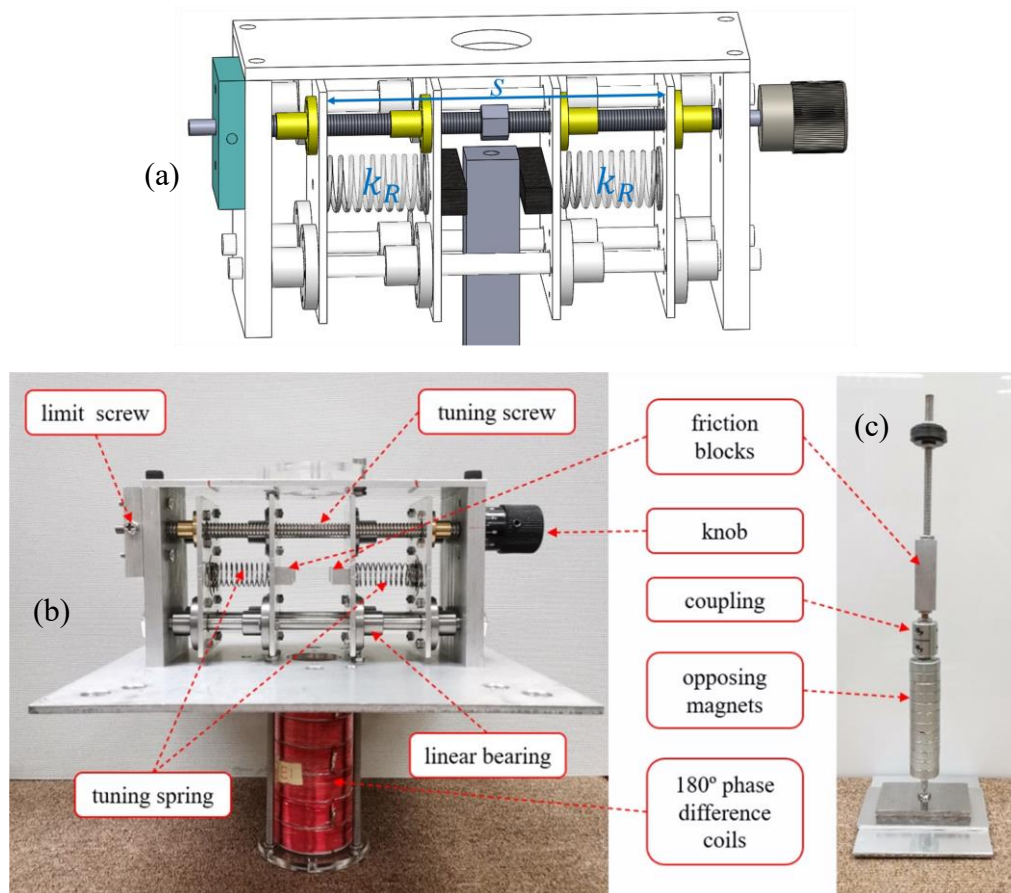 S
(a)
k_R
k_R
limit screw
tuning screw
friction
blocks
(c)
knob
(b)
coupling
opposing
magnets
linear bearing
tuning spring
180º phase
difference
coils
E1